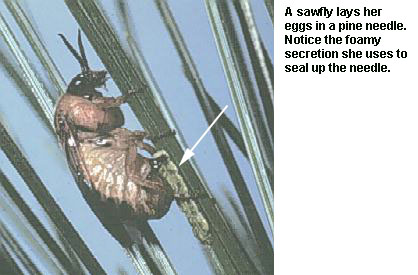 A sawfly lays her
eggs in a pine needle.
Notice the foamy
secretion she uses to
seal up the needle.